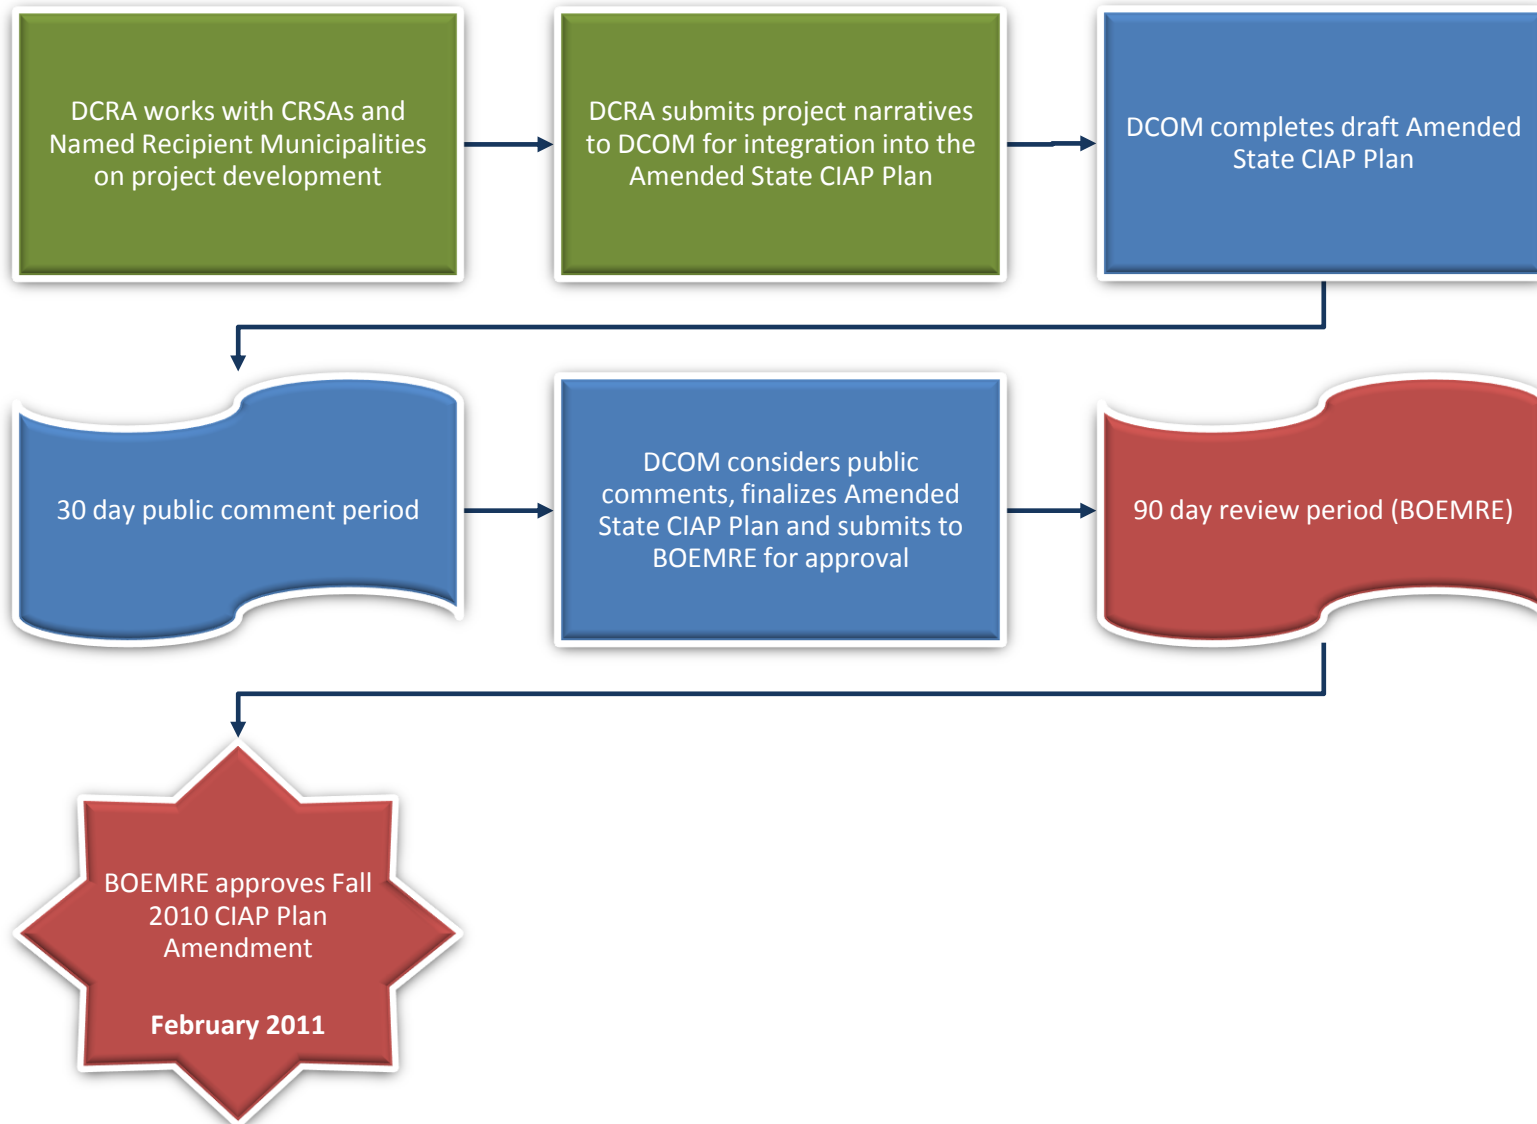 DCRA works with CRSAs and
Named Recipient Municipalities
on project development
DCRA submits project narratives
to DCOM for integration into the
Amended State CIAP Plan
DCOM completes draft Amended
State CIAP Plan
30 day public comment period
DCOM considers public
comments, finalizes Amended
State CIAP Plan and submits to
BOEMRE for approval
90 day review period (BOEMRE)
BOEMRE approves Fall
2010 CIAP Plan
Amendment
February 2011